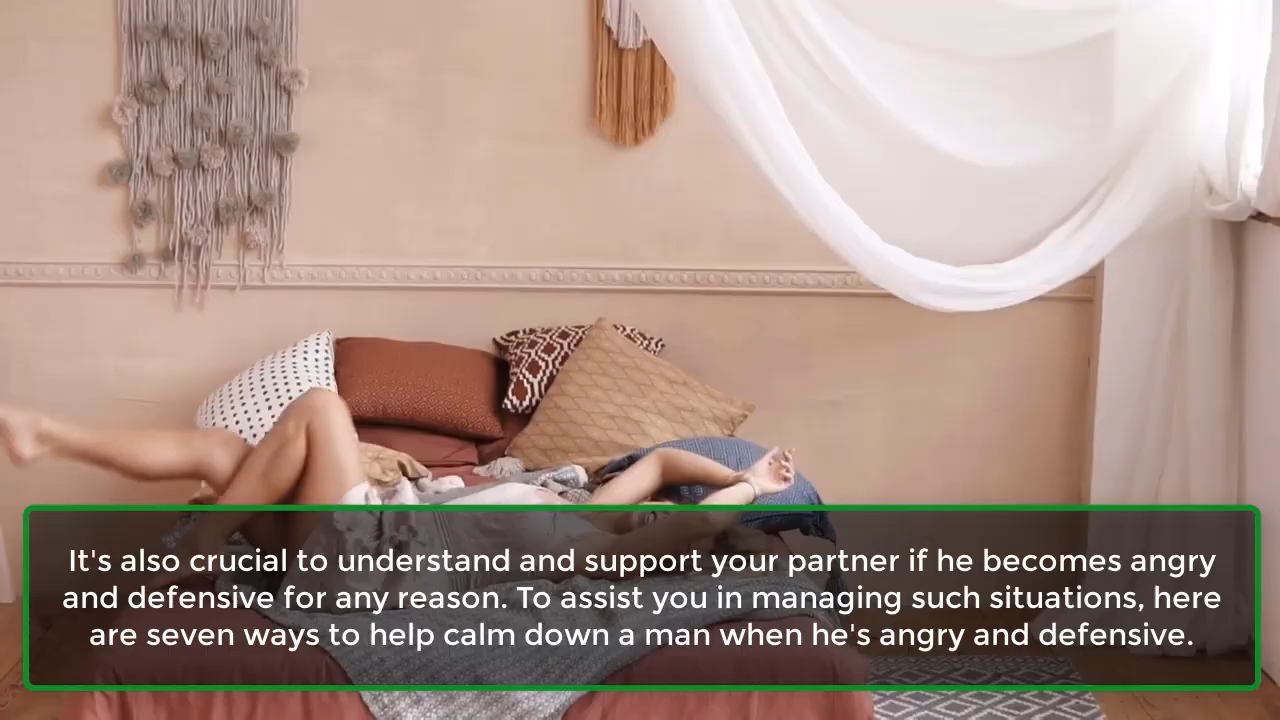 It's also crucial to understand and support your partner if he becomes angry
and defensive for any reason. To assist you in managing such situations, here
are seven ways to help calm down a man when he's angry and defensive.